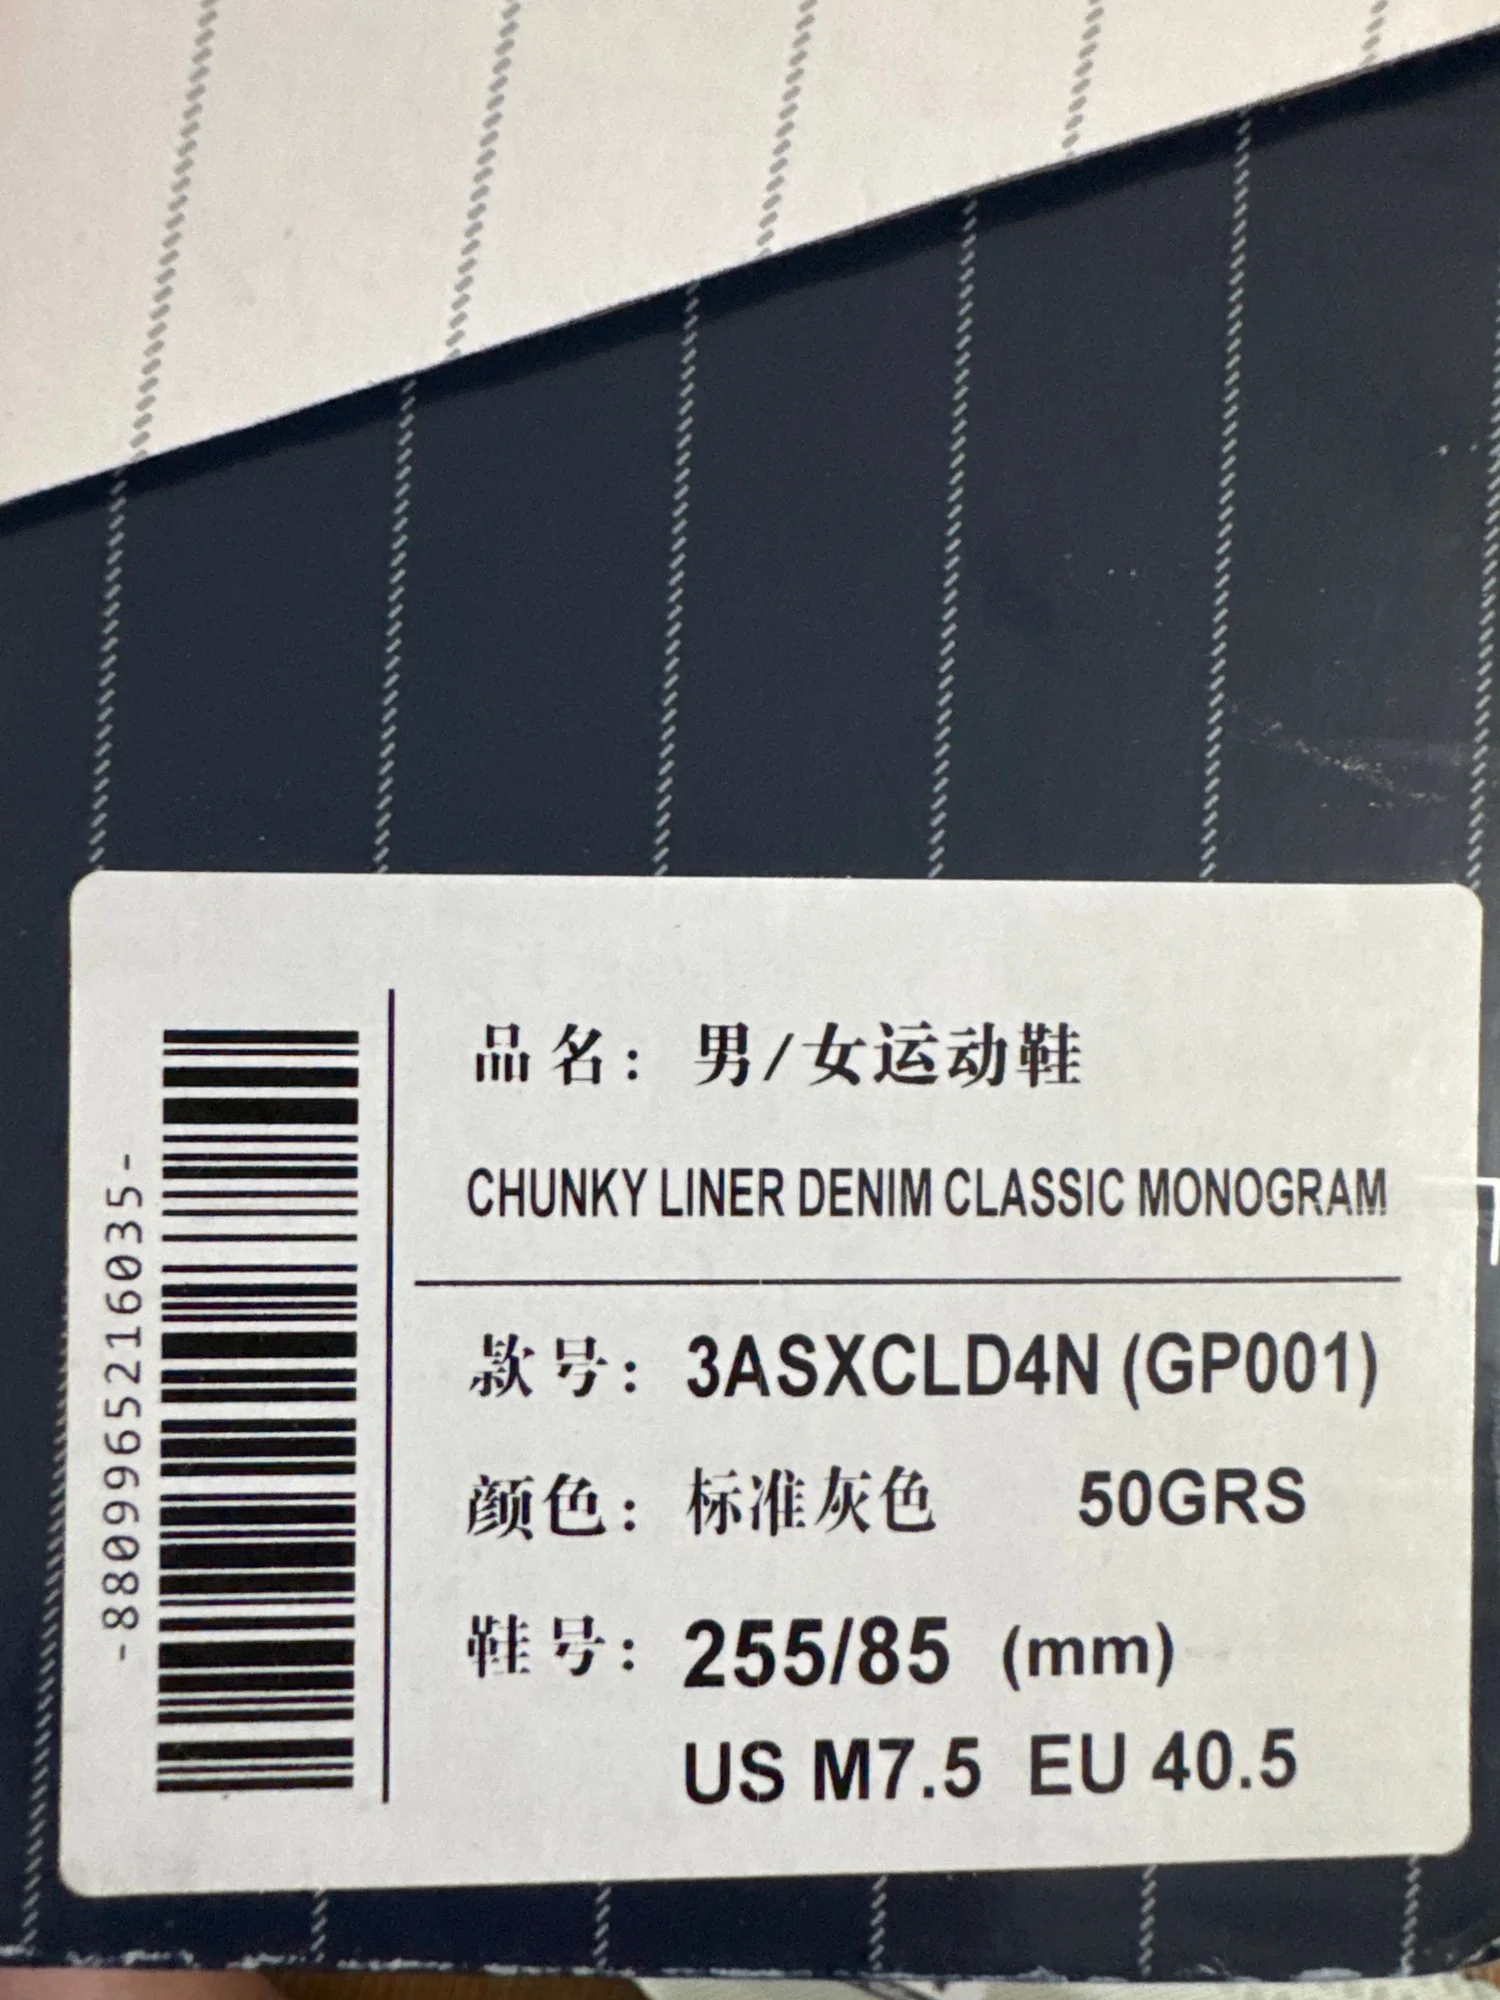 品名：男/女运动鞋
CHUNKY LINER DENIM CLASSIC MONOGRAM
款号：3ASXCLD4N (GP001)
颜色：标准灰色 50GRS
鞋号：255/85 (mm)
US M7.5 EU 40.5
-8809965216035-